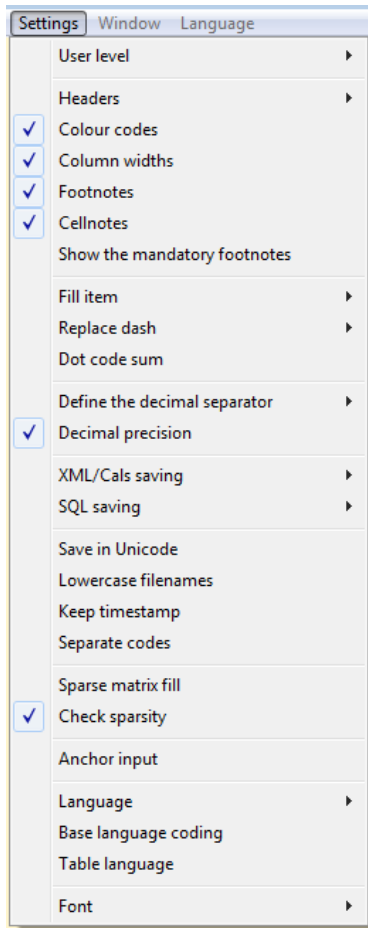 Settings Window Language
User level
Headers
Colour codes
Column widths
Footnotes
Cellnotes
Show the mandatory footnotes
Fill item
Replace dash
Dot code sum
Define the decimal separator
Decimal precision
XML/Cals saving
SQL saving
Save in Unicode
Lowercase filenames
Keep timestamp
Separate codes
Sparse matrix fill
Check sparsity
Anchor input
Language
Base language coding
Table language
Font